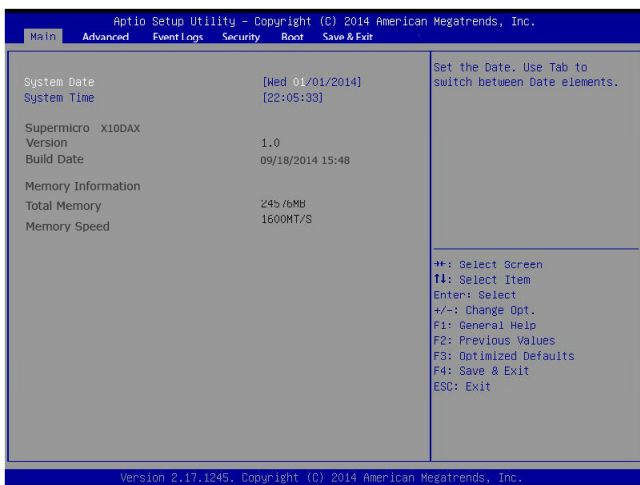 Aptio Setup Utility – Copyright (C) 2014 American Megatrends, Inc.
Main Advanced Event Logs Security Boot Save & Exit
System Date [Wed 01/01/2014]
System Time [22:05:33]
Supermicro X10DAX
Version 1.0
Build Date 09/18/2014 15:48
Memory Information
Total Memory 24576MB
Memory Speed 1600MT/S
Set the Date. Use Tab to
switch between Date elements.
→←: Select Screen
↑↓: Select Item
Enter: Select
+/-: Change Opt.
F1: General Help
F2: Previous Values
F3: Optimized Defaults
F4: Save & Exit
ESC: Exit
Version 2.17.1245. Copyright (C) 2014 American Megatrends, Inc.